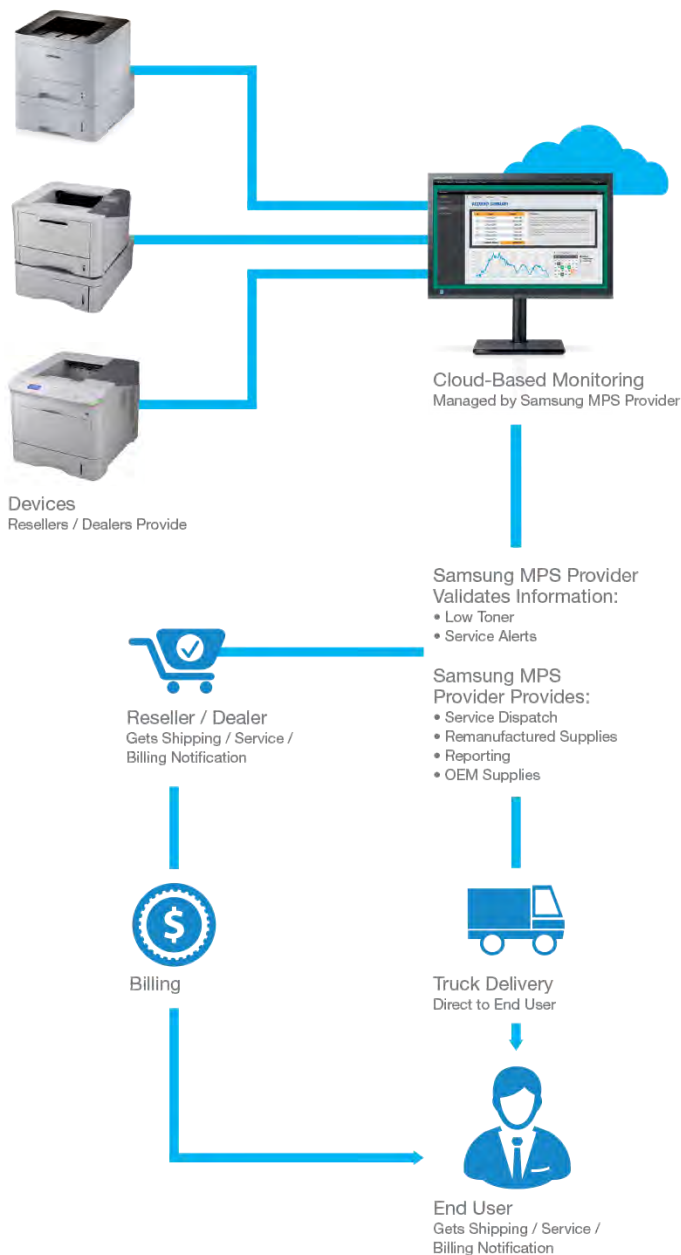 Cloud-Based Monitoring
Managed by Samsung MPS Provider
Devices
Resellers / Dealers Provide
Samsung MPS Provider
Validates Information:
• Low Toner
• Service Alerts
Samsung MPS
Provider Provides:
• Service Dispatch
• Remanufactured Supplies
• Reporting
• OEM Supplies
Reseller / Dealer
Gets Shipping / Service /
Billing Notification
$
Billing
Truck Delivery
Direct to End User
End User
Gets Shipping / Service /
Billing Notification